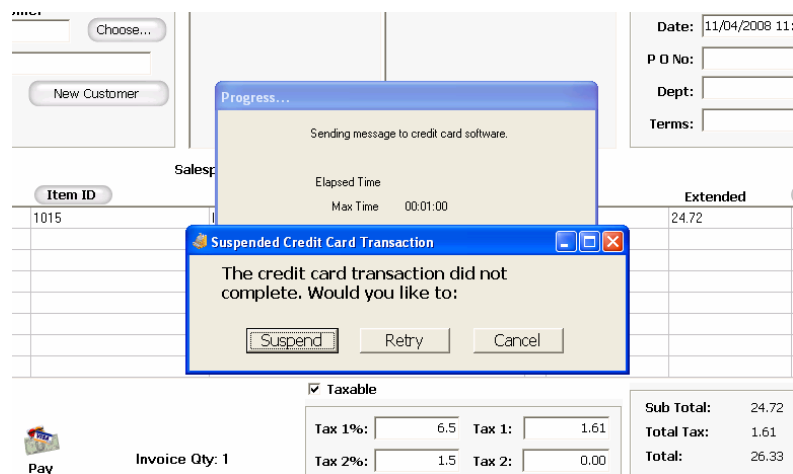 Choose...
Date: 11/04/2008 11:
P O No:
New Customer
Dept:
Progress...
Terms:
Sending message to credit card software.
Salesp
Elapsed Time
Item ID
Max Time 00:01:00
Extended
1015
24.72
Suspended Credit Card Transaction
The credit card transaction did not
complete. Would you like to:
Suspend Retry Cancel
Taxable
Sub Total: 24.72
Tax 1%: 6.5 Tax 1: 1.61
Total Tax: 1.61
Pay
Invoice Qty: 1
Tax 2%: 1.5 Tax 2: 0.00
Total: 26.33